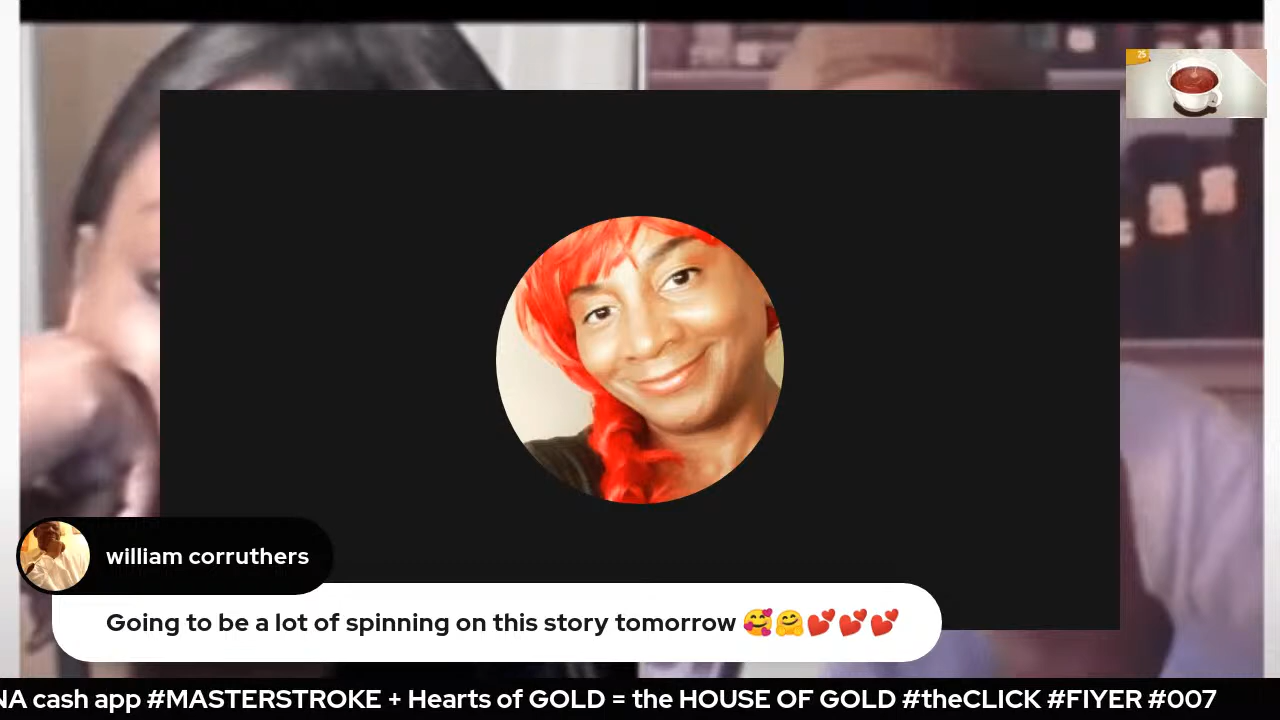 25
william corruthers
Going to be a lot of spinning on this story tomorrow 🥰🤗💕💕💕
NA cash app #MASTERSTROKE + Hearts of GOLD = the HOUSE OF GOLD #theCLICK #FIYER #007